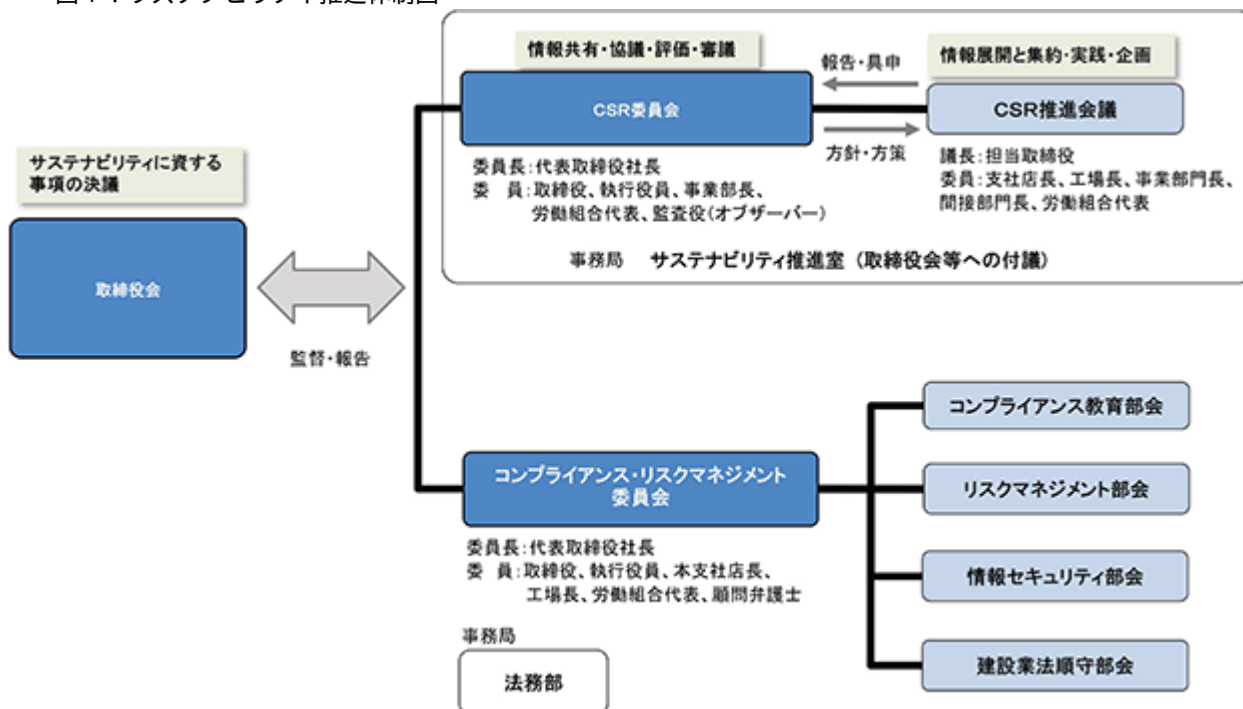 サステナビリティに資する
事項の決議
取締役会
監督・報告
情報共有・協議・評価・審議
CSR委員会
委員長:代表取締役社長
委　員:取締役、執行役員、事業部長、
労働組合代表、監査役(オブザーバー)
報告・具申
方針・方策
情報展開と集約・実践・企画
CSR推進会議
議長:担当取締役
委員:支社店長、工場長、事業部門長、
間接部門長、労働組合代表
事務局　サステナビリティ推進室（取締役会等への付議）
コンプライアンス・リスクマネジメント
委員会
委員長:代表取締役社長
委　員:取締役、執行役員、本支社店長、
工場長、労働組合代表、顧問弁護士
事務局
法務部
コンプライアンス教育部会
リスクマネジメント部会
情報セキュリティ部会
建設業法順守部会